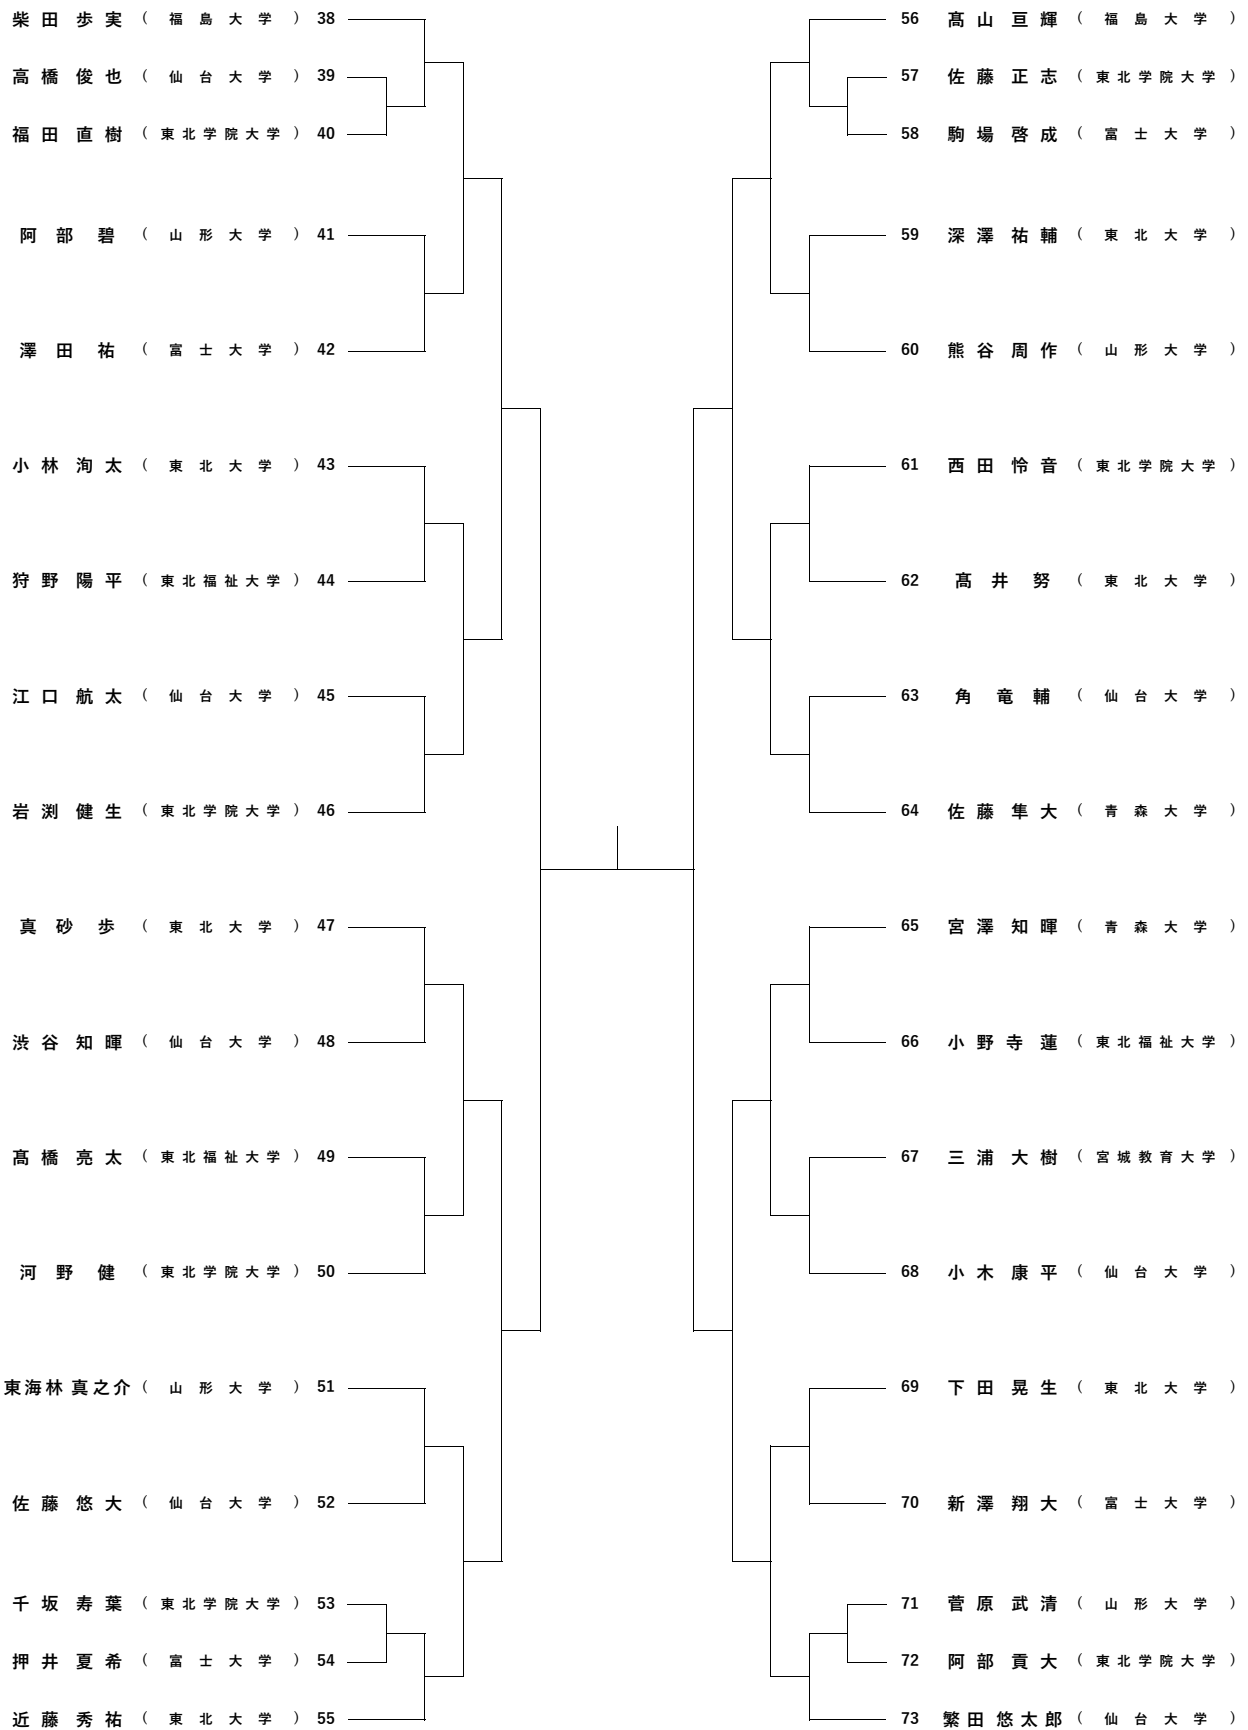 柴田 歩実 （福島大学） 38
高橋 俊也 （仙台大学） 39
福田 直樹 （東北学院大学） 40
阿部 碧 （山形大学） 41
澤田 祐 （富士大学） 42
小林 洵太 （東北大学） 43
狩野 陽平 （東北福祉大学） 44
江口 航太 （仙台大学） 45
岩渕 健生 （東北学院大学） 46
真砂 歩 （東北大学） 47
渋谷 知暉 （仙台大学） 48
髙橋 亮太 （東北福祉大学） 49
河野 健 （東北学院大学） 50
東海林 真之介 （山形大学） 51
佐藤 悠大 （仙台大学） 52
千坂 寿葉 （東北学院大学） 53
押井 夏希 （富士大学） 54
近藤 秀祐 （東北大学） 55
56 髙山 亘輝 （福島大学）
57 佐藤 正志 （東北学院大学）
58 駒場 啓成 （富士大学）
59 深澤 祐輔 （東北大学）
60 熊谷 周作 （山形大学）
61 西田 怜音 （東北学院大学）
62 髙井 努 （東北大学）
63 角 竜輔 （仙台大学）
64 佐藤 隼大 （青森大学）
65 宮澤 知暉 （青森大学）
66 小野寺 蓮 （東北福祉大学）
67 三浦 大樹 （宮城教育大学）
68 小木 康平 （仙台大学）
69 下田 晃生 （東北大学）
70 新澤 翔大 （富士大学）
71 菅原 武清 （山形大学）
72 阿部 貢大 （東北学院大学）
73 繁田 悠太郎 （仙台大学）